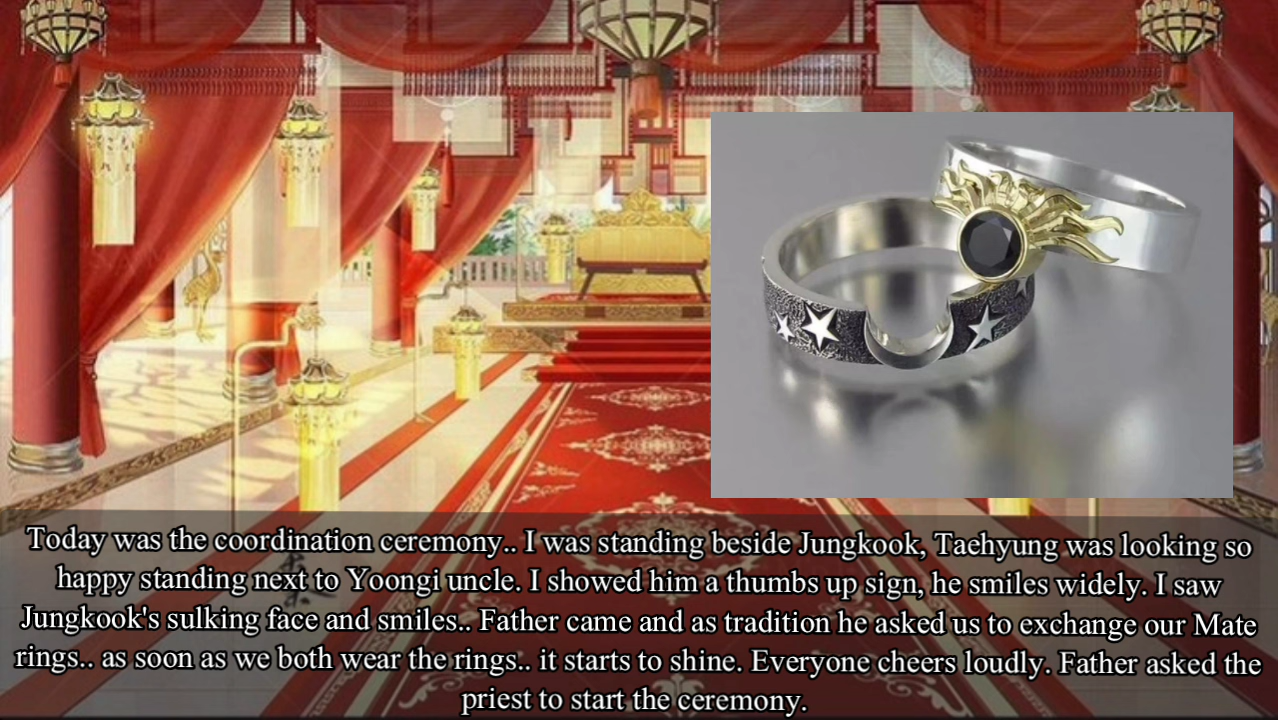 Today was the coordination ceremony.. I was standing beside Jungkook, Taehyung was looking so
happy standing next to Yoongi uncle. I showed him a thumbs up sign, he smiles widely. I saw
Jungkook's sulking face and smiles.. Father came and as tradition he asked us to exchange our Mate
rings.. as soon as we both wear the rings.. it starts to shine. Everyone cheers loudly. Father asked the
priest to start the ceremony.